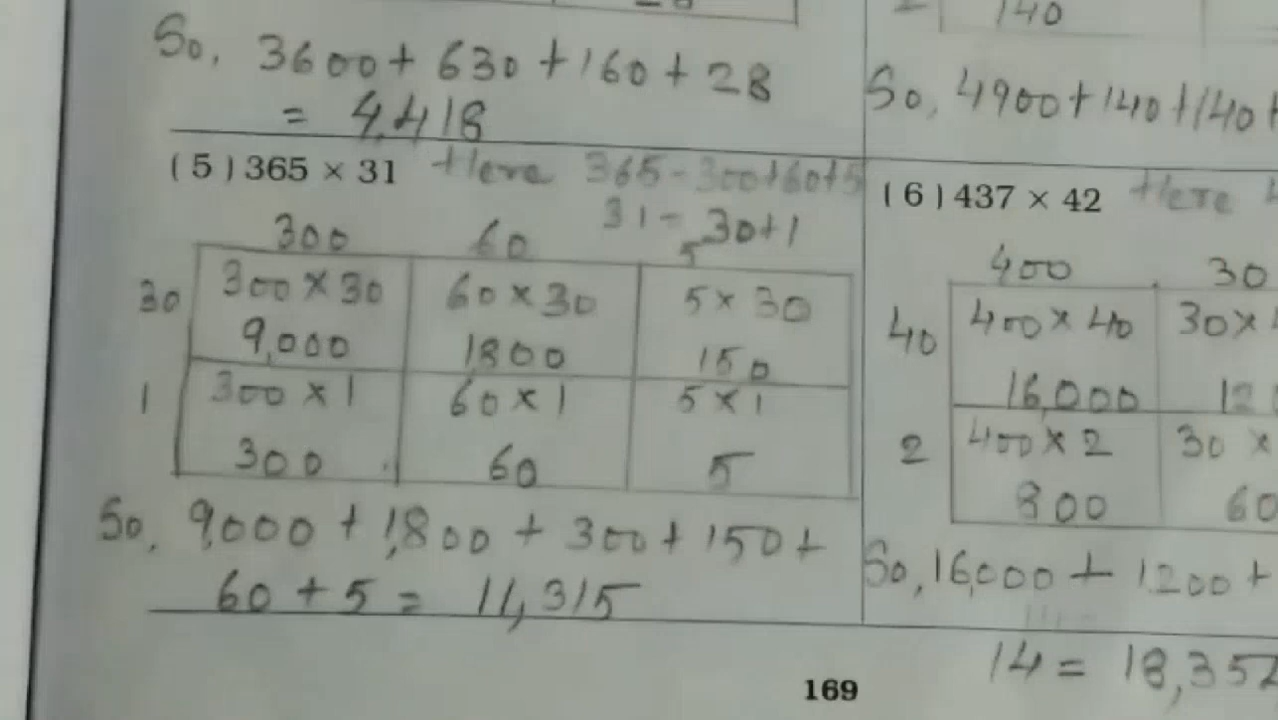 So, 3600 + 630 + 160 + 28
= 4,418
(5) 365 × 31 Here 365 - 300+60+5
31 - 30+1
300 60 5
30 300 × 30 60 × 30 5 × 30
9,000 1,800 150
1 300 × 1 60 × 1 5 × 1
300 60 5
So, 9,000 + 1,800 + 300 + 150 +
60 + 5 = 11,315
140
So, 4900 + 140 + 140 +
(6) 437 × 42 Here
400 30
40 400 × 40 30 ×
16,000
2 400 × 2 30 ×
800 60
So, 16,000 + 1200 +
14 = 18,352
169